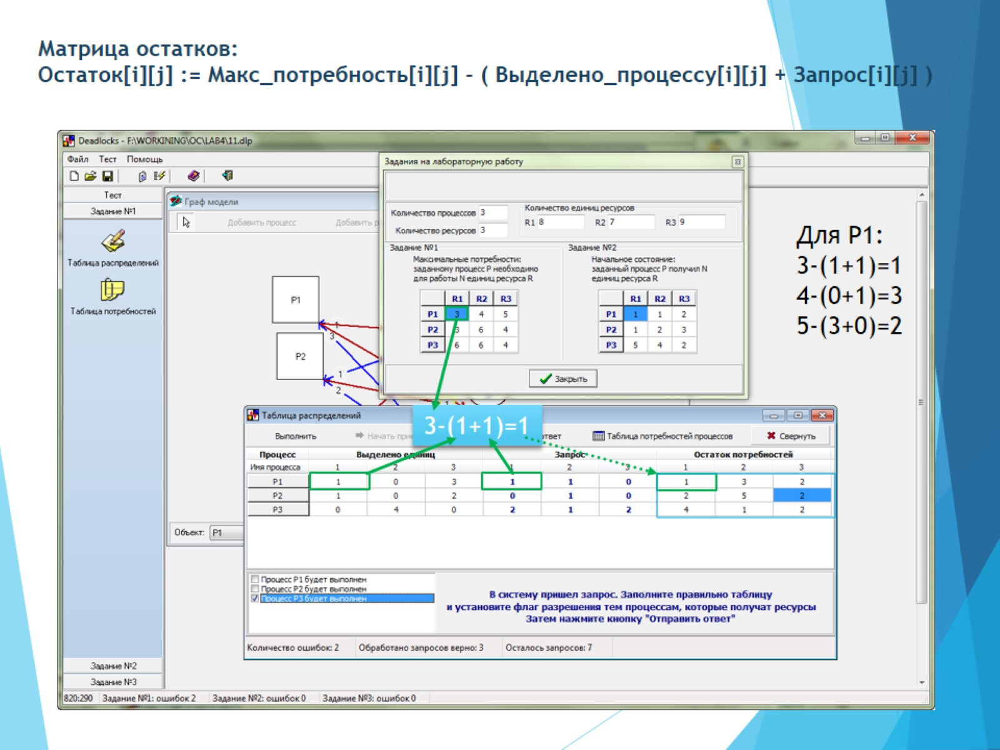 Матрица остатков:
Остаток[i][j] := Макс_потребность[i][j] - ( Выделено_процессу[i][j] + Запрос[i][j] )
Deadlocks - F:\WORKINING\OC\LAB4\11.dlp
Файл Тест Помощь
Тест
Задание №1
Таблица распределений
Таблица потребностей
Задание №2
Задание №3
Граф модели
Добавить процесс
P1
P2
1
3
1
2
Объект: P1
Задания на лабораторную работу
Количество процессов 3
Количество ресурсов 3
Количество единиц ресурсов
R1 8 R2 7 R3 9
Задание №1
Максимальные потребности:
заданному процесс P необходимо
для работы N единиц ресурса R
R1 R2 R3
P1 3 4 5
P2 3 6 4
P3 6 6 4
Задание №2
Начальное состояние:
заданный процесс P получил N
единиц ресурса R
R1 R2 R3
P1 1 1 2
P2 1 2 3
P3 5 4 2
Закрыть
Для P1:
3-(1+1)=1
4-(0+1)=3
5-(3+0)=2
Таблица распределений
3-(1+1)=1
Выполнить Начать Таблица потребностей процессов Свернуть
Процесс Выделено единиц Запрос Остаток потребностей
Имя процесса 1 2 3 1 2 3 1 2 3
P1 1 0 3 1 1 0 1 3 2
P2 1 0 2 0 1 0 2 5 2
P3 0 4 0 2 1 2 4 1 2
Процесс P1 будет выполнен
Процесс P2 будет выполнен
Процесс P3 будет выполнен
В систему пришел запрос. Заполните правильно таблицу
и установите флаг разрешения тем процессам, которые получат ресурсы
Затем нажмите кнопку "Отправить ответ"
Количество ошибок: 2 Обработано запросов верно: 3 Осталось запросов: 7
820:290 Задание №1: ошибок 2 Задание №2: ошибок 0 Задание №3: ошибок 0